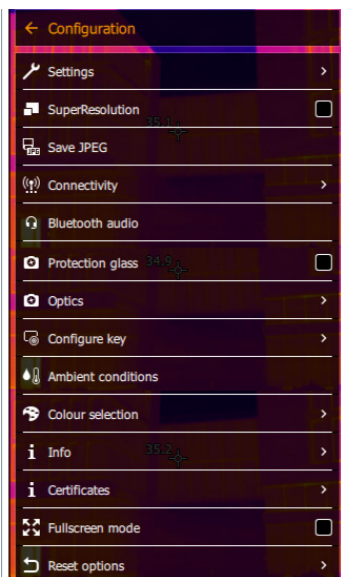 Configuration
Settings
SuperResolution
35.1
Save JPEG
JPG
Connectivity
Bluetooth audio
Protection glass
34.9
Optics
Configure key
Ambient conditions
Colour selection
Info
35.2
Certificates
Fullscreen mode
Reset options